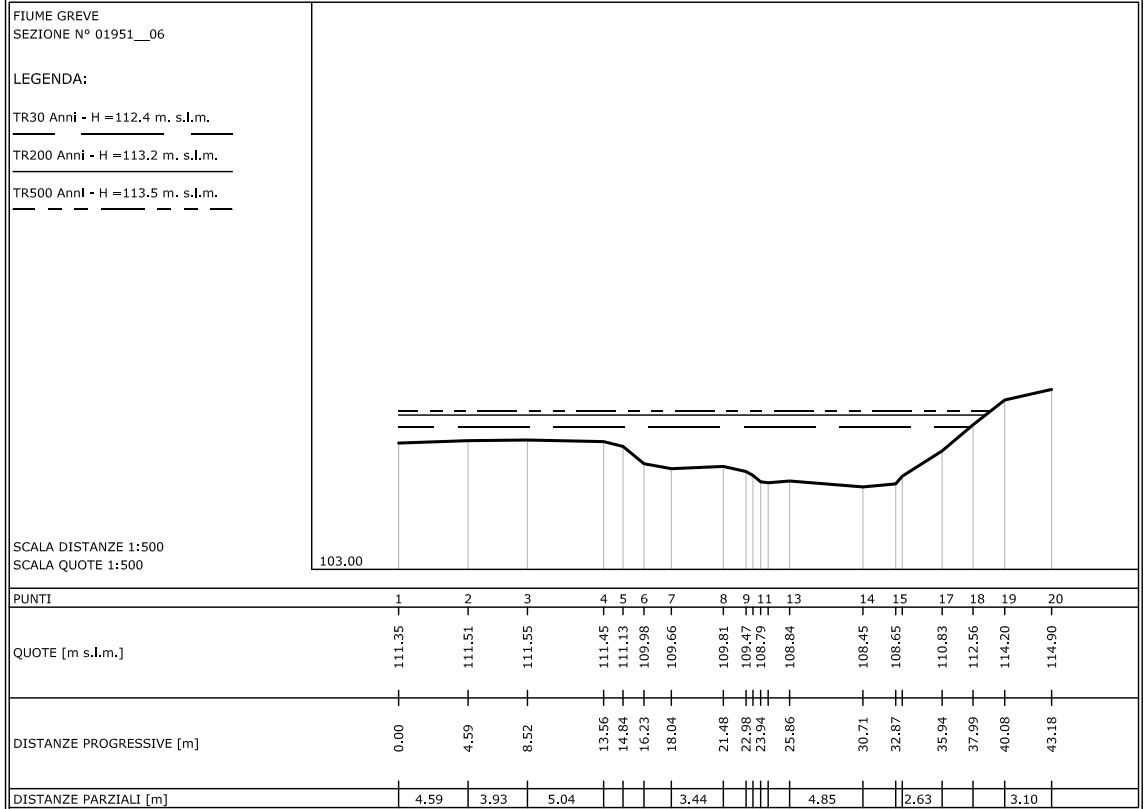 FIUME GREVE
SEZIONE N° 01951__06
LEGENDA:
TR30 Anni - H =112.4 m. s.l.m.
TR200 Anni - H =113.2 m. s.l.m.
TR500 Anni - H =113.5 m. s.l.m.
SCALA DISTANZE 1:500
SCALA QUOTE 1:500
103.00
PUNTI 1 2 3 4 5 6 7 8 9 11 13 14 15 17 18 19 20
QUOTE [m s.l.m.] 111.35 111.51 111.55 111.45 111.13 109.98 109.66 109.81 109.47 108.79 108.84 108.45 108.65 110.83 112.56 114.20 114.90
DISTANZE PROGRESSIVE [m] 0.00 4.59 8.52 13.56 14.84 16.23 18.04 21.48 22.98 23.94 25.86 30.71 32.87 35.94 37.99 40.08 43.18
DISTANZE PARZIALI [m] 4.59 3.93 5.04 3.44 4.85 2.63 3.10